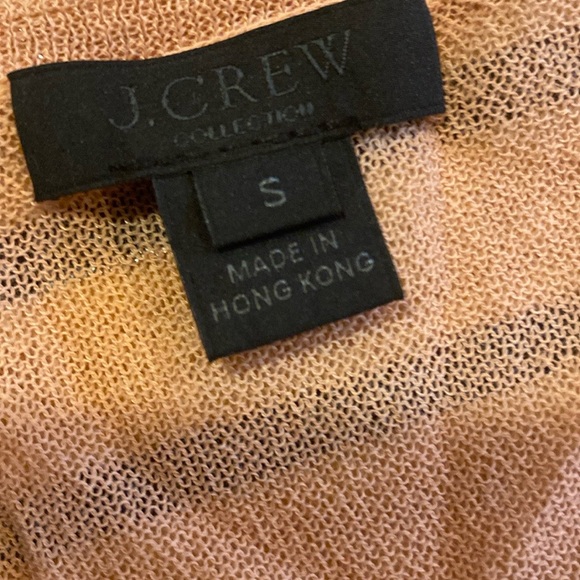 J.CREW
COLLECTION
S
MADE IN
HONG KONG